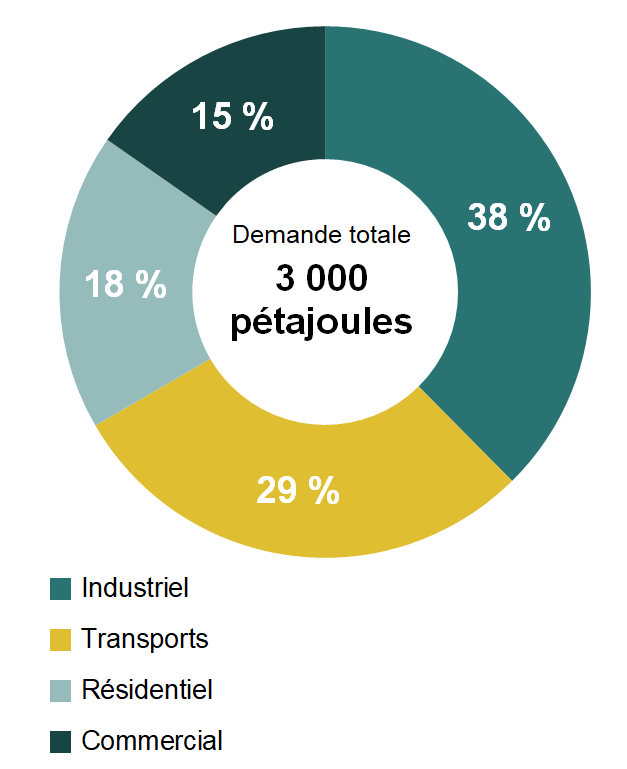 15 %
38 %
Demande totale
3 000
pétajoules
18 %
29 %
Industriel
Transports
Résidentiel
Commercial